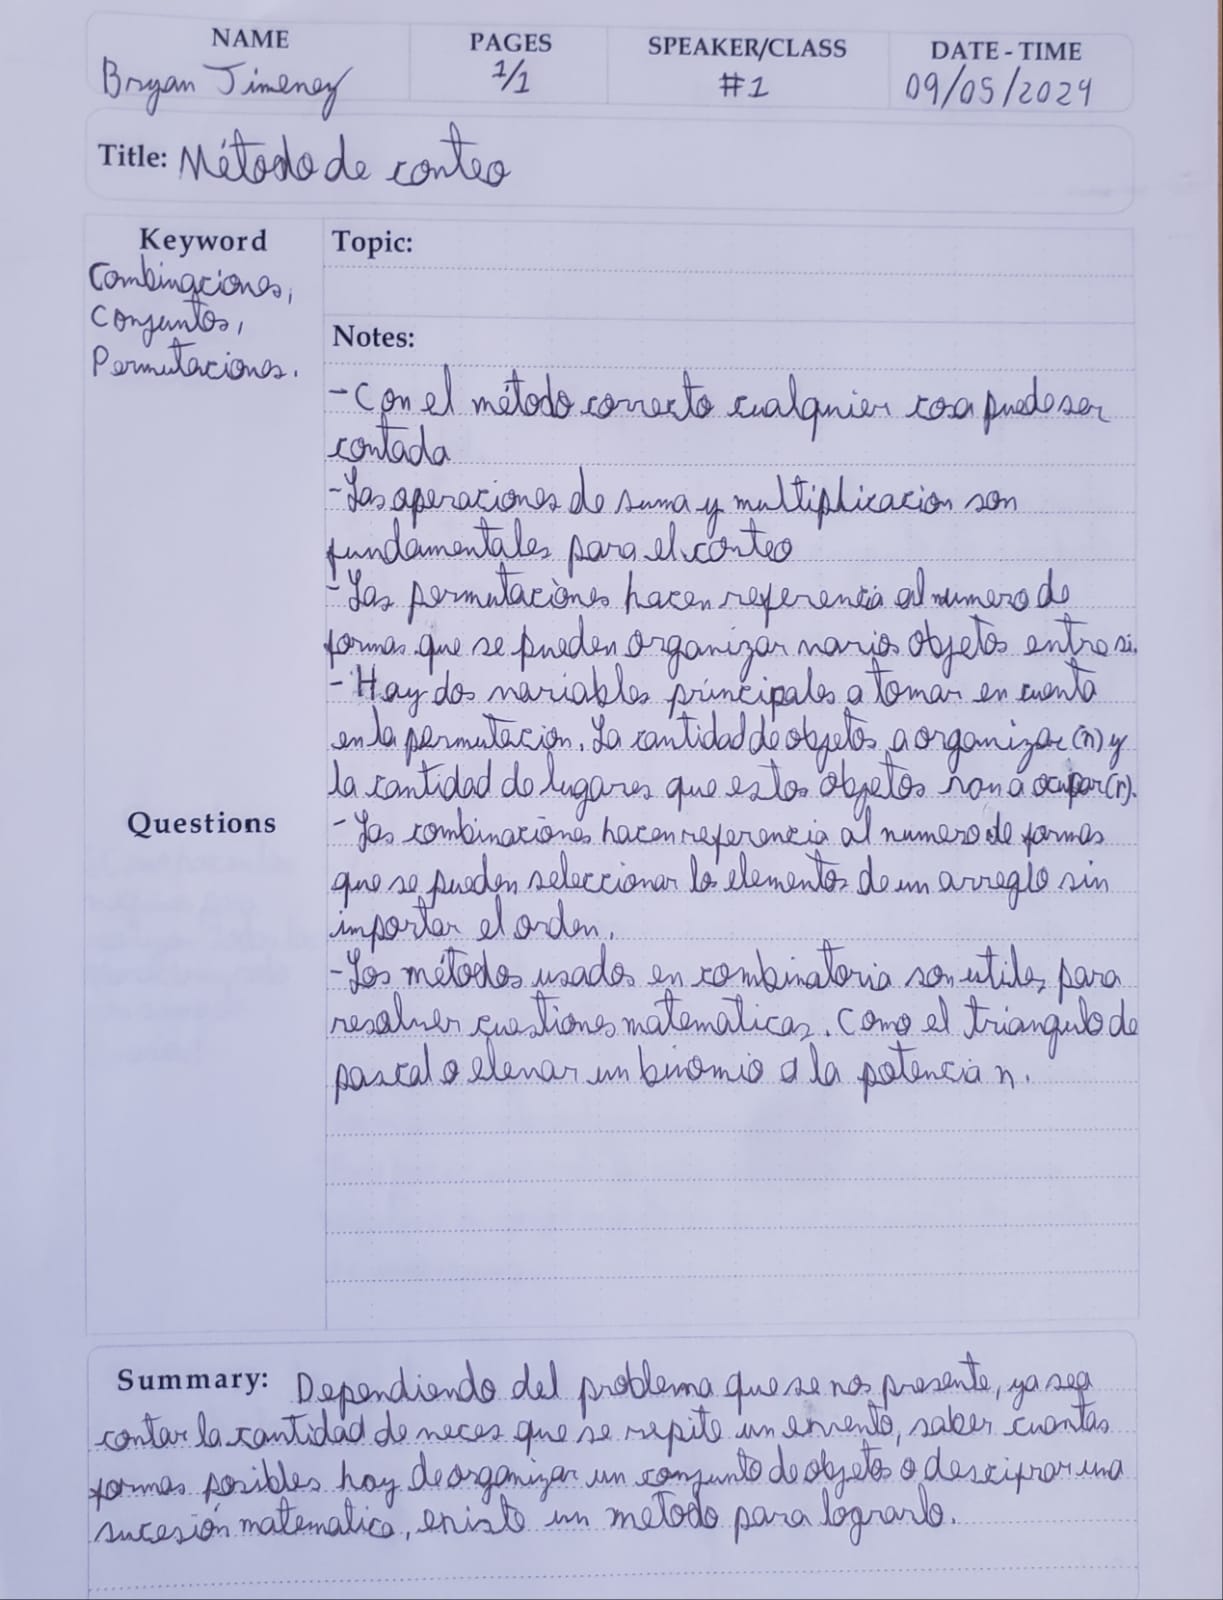 NAME PAGES SPEAKER/CLASS DATE - TIME
Bryan Jimenez 1/1 #1 09/05/2024
Title: Método de conteo
Keyword
Combinaciones,
Conjuntos,
Permutaciones.
Topic:
Notes:
- Con el método correcto cualquier cosa puede ser
contada
- Las operaciones de suma y multiplicacion son
fundamentales para el conteo
- Las permutaciones hacen referencia al numero de
formas que se pueden organizar varios objetos entre si.
- Hay dos variables principales a tomar en cuenta
en la permutación. La cantidad de objetos a organizar (n) y
la cantidad de lugares que estos objetos van a ocupar (r).
- Las combinaciones hacen referencia al numero de formas
que se pueden seleccionar los elementos de un arreglo sin
importar el orden.
- Los métodos usados en combinatoria son utiles para
resolver cuestiones matematicas. Como el triangulo de
pascal o elevar un binomio a la potencia n.
Questions
Summary: Dependiendo del problema que se nos presente, ya sea
contar la cantidad de veces que se repite un evento, saber cuantas
formas posibles hay de organizar un conjunto de objetos o descifrar una
sucesión matematica, existe un metodo para lograrlo.